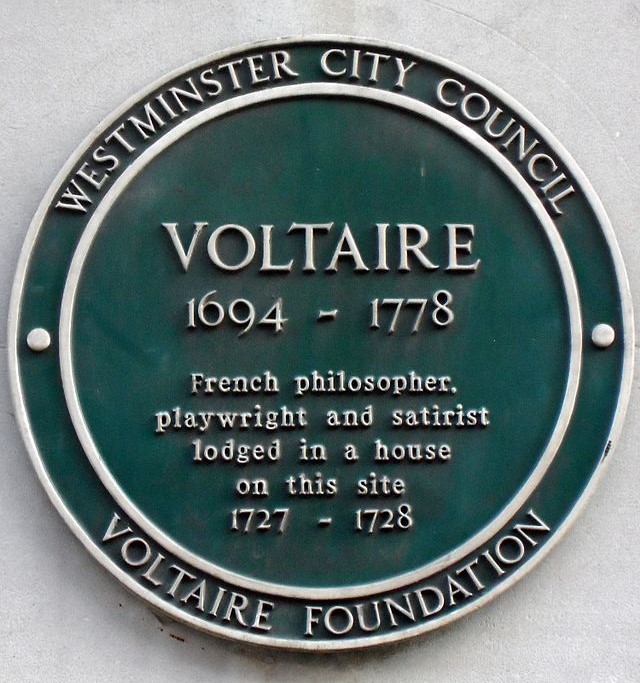 WESTMINSTER CITY COUNCIL
VOLTAIRE
1694 - 1778
French philosopher,
playwright and satirist
lodged in a house
on this site
1727 - 1728
VOLTAIRE FOUNDATION